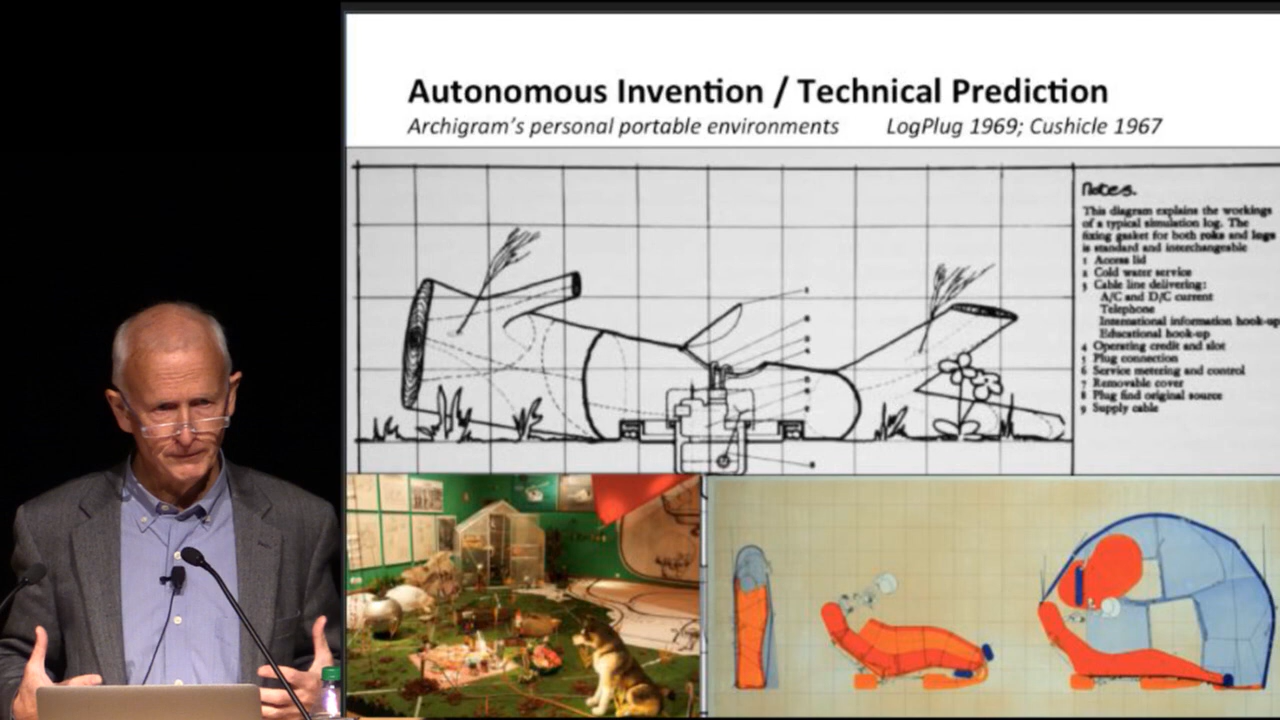 Autonomous Invention / Technical Prediction
Archigram's personal portable environments LogPlug 1969; Cushicle 1967
Notes.
This diagram explains the workings
of a typical simulation log. The
fixing gasket for both roks and logs
is standard and interchangeable
1 Access lid
2 Cold water service
3 Cable line delivering:
A/C and D/C current
Telephone
International information hook-up
Educational hook-up
4 Operating credit and slot
5 Plug connection
6 Service metering and control
7 Removable cover
8 Plug find original source
9 Supply cable